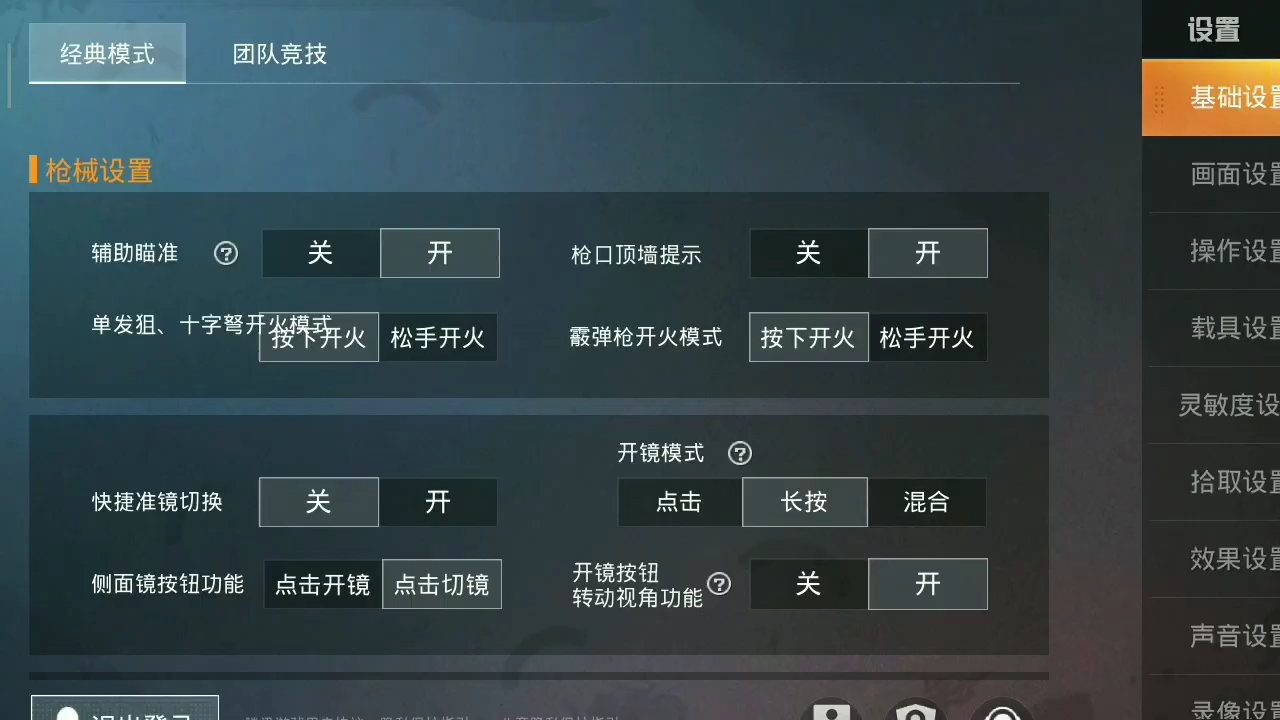 经典模式 团队竞技
设置
基础设置
枪械设置
画面设置
辅助瞄准 ? 关 开 枪口顶墙提示 关 开
操作设置
单发狙、十字弩开火模式 按下开火 松手开火 霰弹枪开火模式 按下开火 松手开火
载具设置
灵敏度设
开镜模式 ?
快捷准镜切换 关 开 点击 长按 混合
拾取设置
效果设置
侧面镜按钮功能 点击开镜 点击切镜 开镜按钮
转动视角功能 ? 关 开
声音设置
录像设置
退出登录